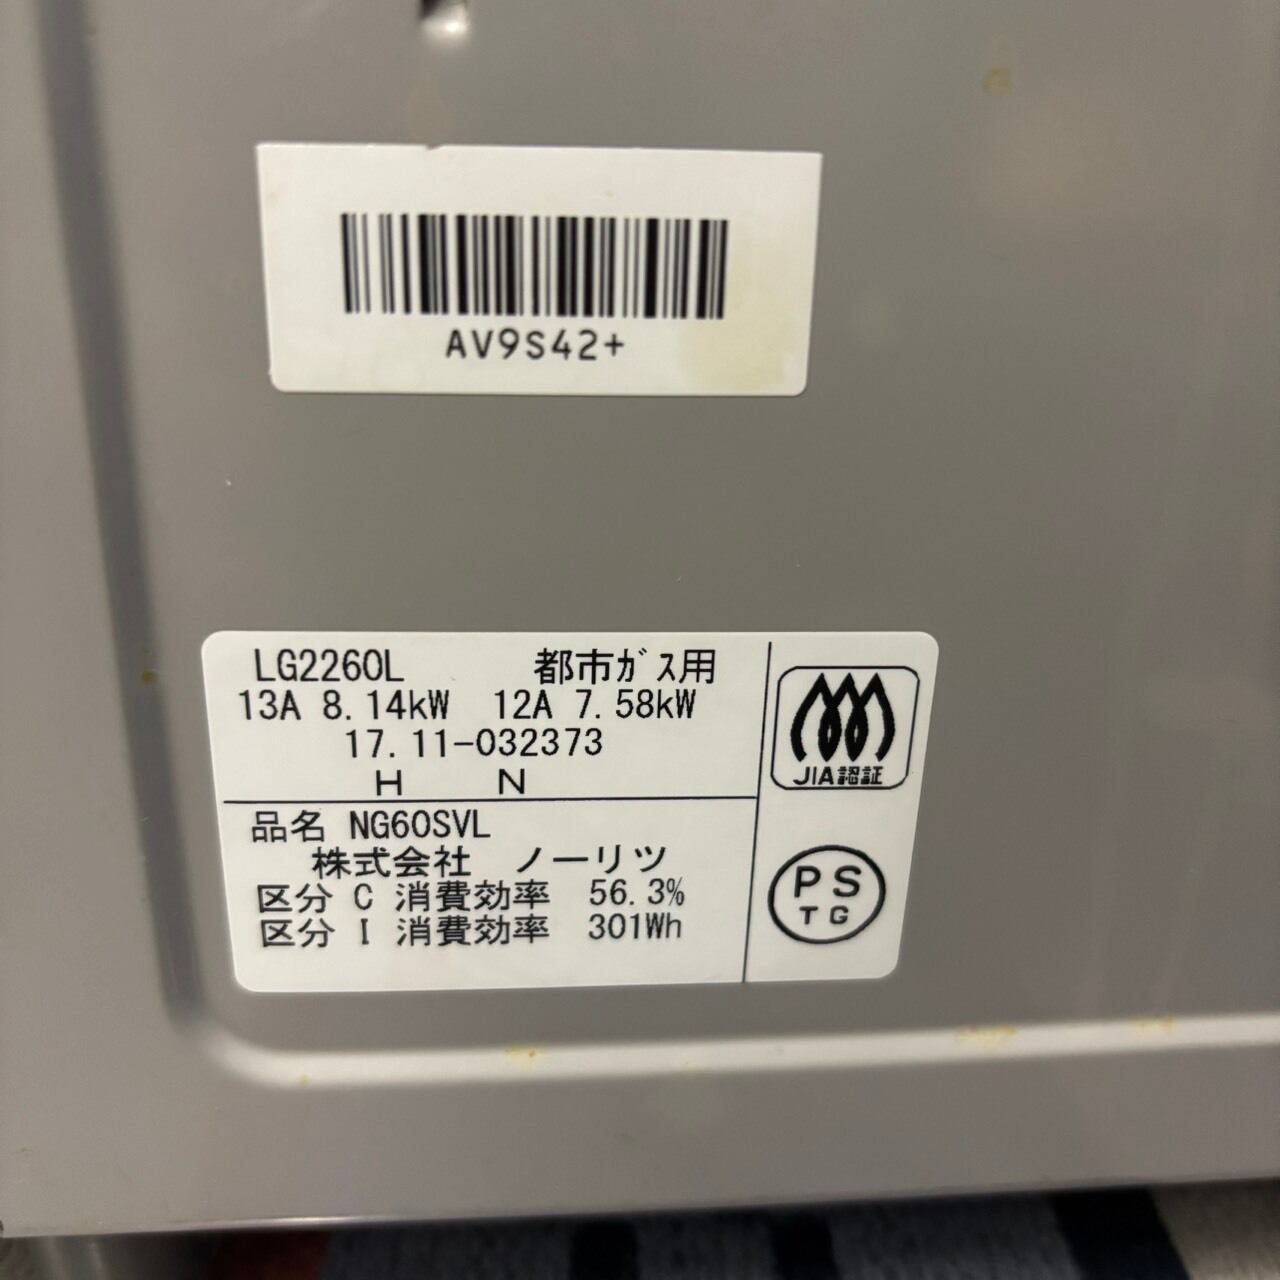 AV9S42+
LG2260L 都市ｶﾞｽ用
13A 8.14kW 12A 7.58kW
17.11-032373
H N
品名 NG60SVL
株式会社 ノーリツ
区分 C 消費効率 56.3%
区分 I 消費効率 301Wh
JIA認証
PS
TG